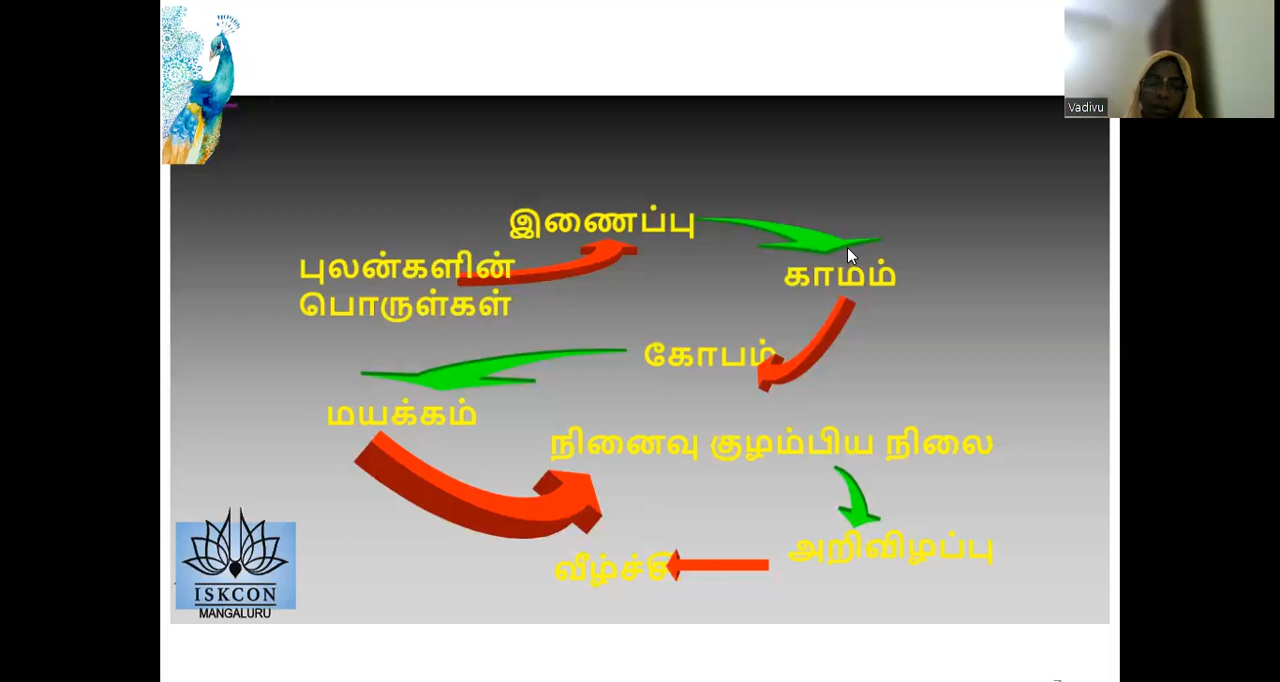 Vadivu
இணைப்பு
புலன்களின்
பொருள்கள்
காமம்
கோபம்
மயக்கம்
நினைவு குழம்பிய நிலை
அறிவிழப்பு
வீழ்ச்சி
ISKCON
MANGALURU